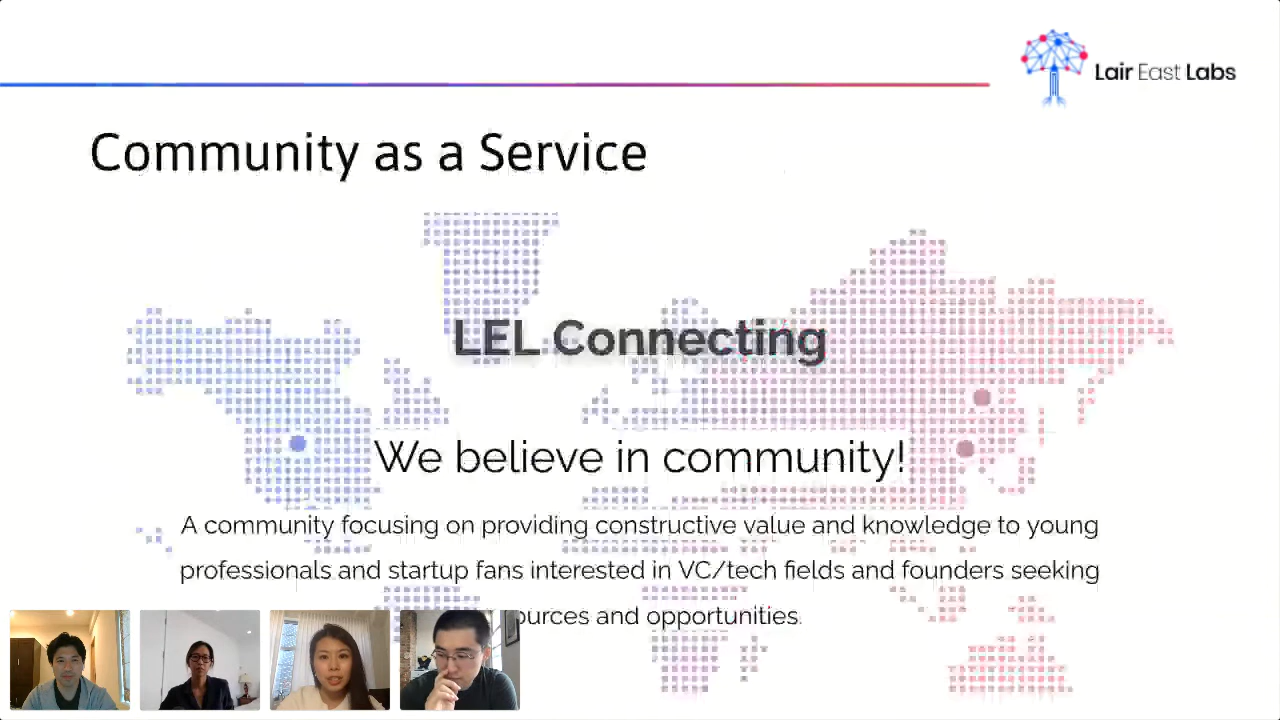 Lair East Labs
Community as a Service
LEL Connecting
We believe in community!
A community focusing on providing constructive value and knowledge to young
professionals and startup fans interested in VC/tech fields and founders seeking
and opportunities.